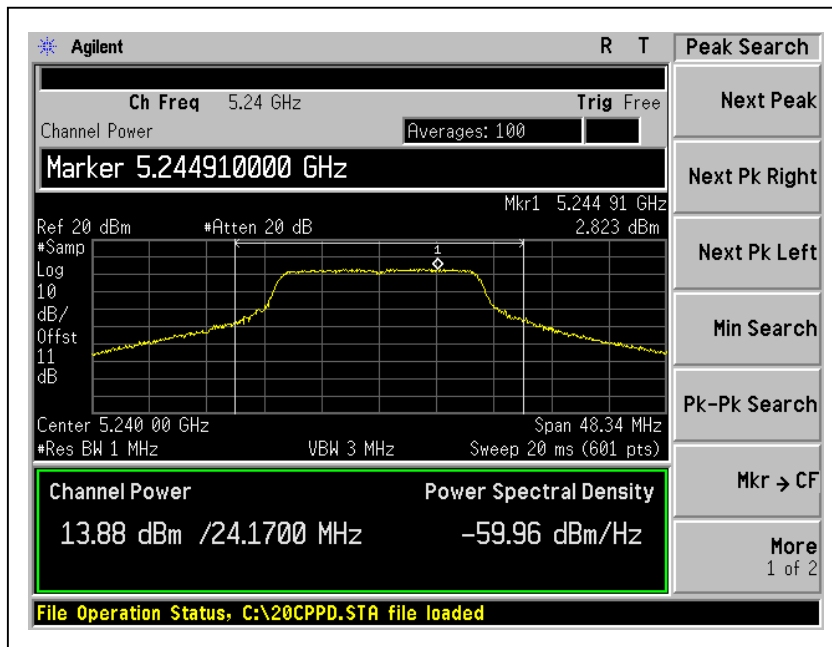 Agilent R T Peak Search
Ch Freq 5.24 GHz Trig Free
Channel Power Averages: 100
Marker 5.244910000 GHz
Mkr1 5.244 91 GHz
Ref 20 dBm #Atten 20 dB 2.823 dBm
#Samp
Log
10
dB/
Offst
11
dB
1
Center 5.240 00 GHz Span 48.34 MHz
#Res BW 1 MHz VBW 3 MHz Sweep 20 ms (601 pts)
Channel Power Power Spectral Density
13.88 dBm /24.1700 MHz -59.96 dBm/Hz
File Operation Status, C:\20CPPD.STA file loaded
Next Peak
Next Pk Right
Next Pk Left
Min Search
Pk-Pk Search
Mkr → CF
More
1 of 2